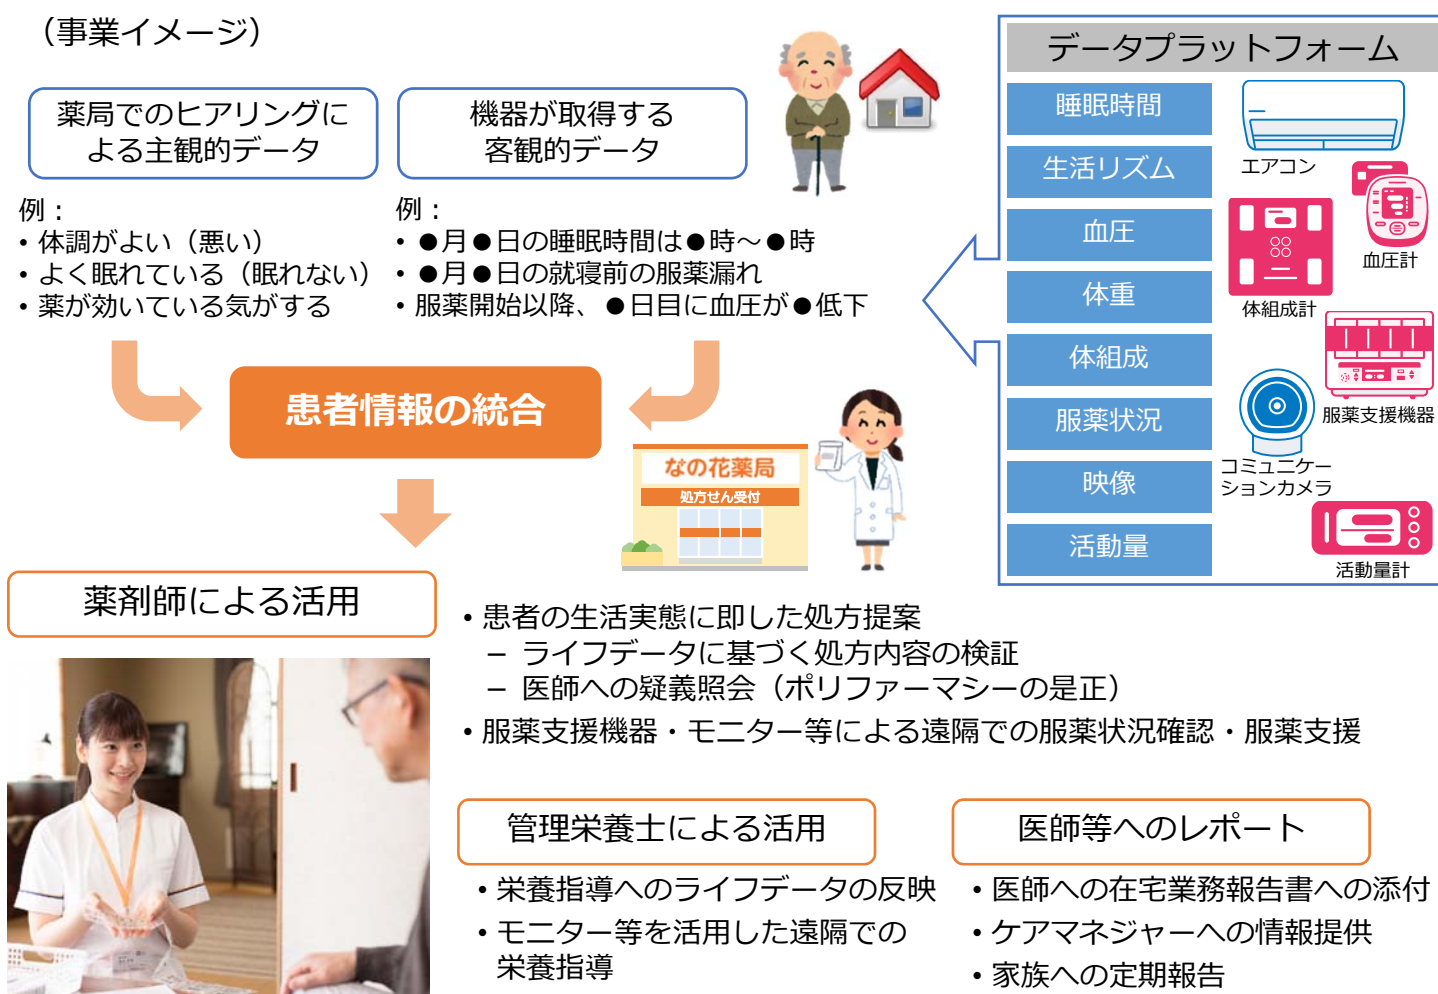 （事業イメージ）
薬局でのヒアリングに
よる主観的データ
機器が取得する
客観的データ
例：
・体調がよい（悪い）
・よく眠れている（眠れない）
・薬が効いている気がする
例：
・●月●日の睡眠時間は●時～●時
・●月●日の就寝前の服薬漏れ
・服薬開始以降、●日目に血圧が●低下
データプラットフォーム
睡眠時間
生活リズム
血圧
体重
体組成
服薬状況
映像
活動量
エアコン
血圧計
体組成計
服薬支援機器
コミュニケー
ションカメラ
活動量計
患者情報の統合
なの花薬局
処方せん受付
薬剤師による活用
・患者の生活実態に即した処方提案
－ ライフデータに基づく処方内容の検証
－ 医師への疑義照会（ポリファーマシーの是正）
・服薬支援機器・モニター等による遠隔での服薬状況確認・服薬支援
管理栄養士による活用
・栄養指導へのライフデータの反映
・モニター等を活用した遠隔での
栄養指導
医師等へのレポート
・医師への在宅業務報告書への添付
・ケアマネジャーへの情報提供
・家族への定期報告